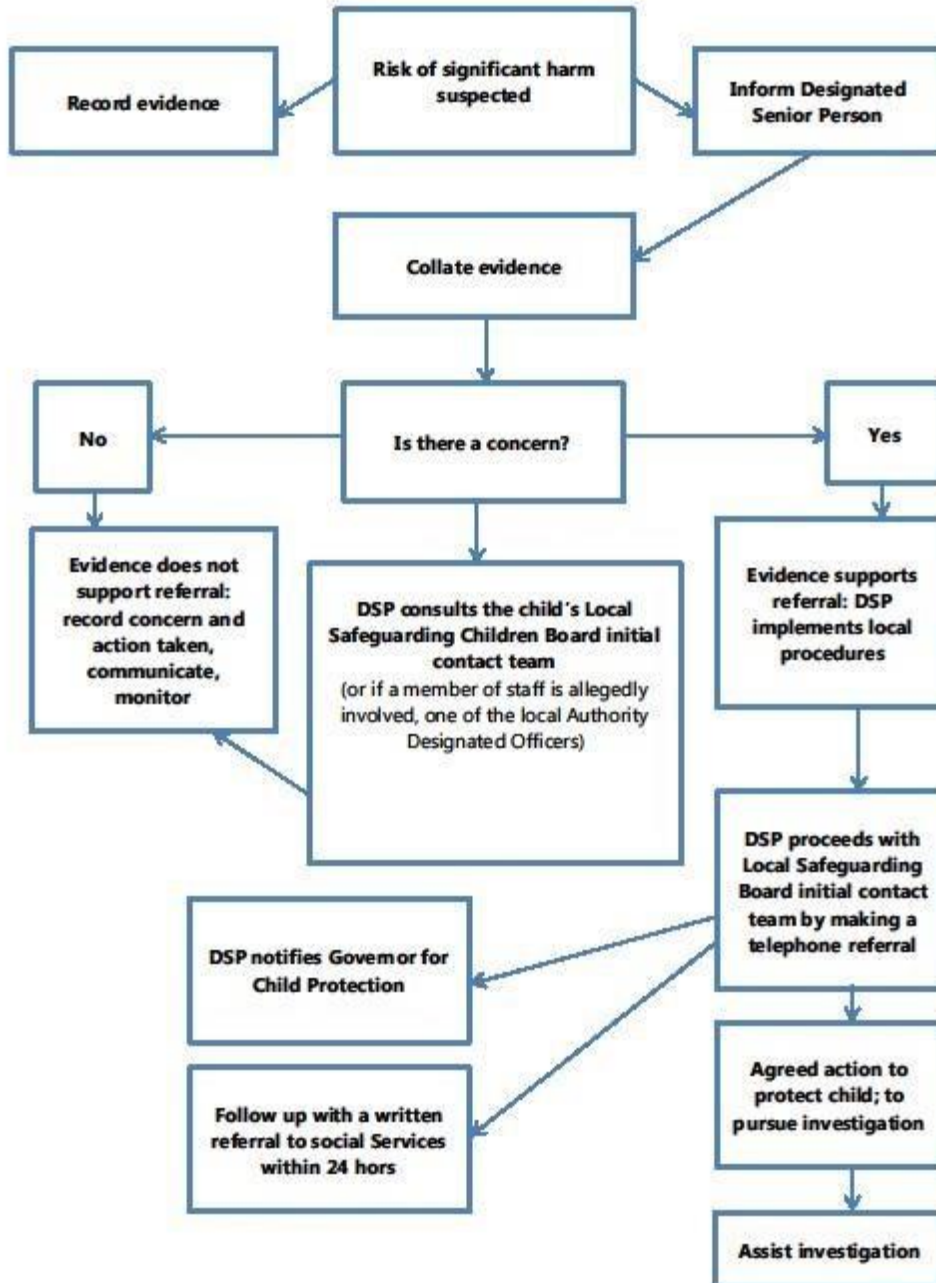 Risk of significant harm
suspected
Record evidence
Inform Designated
Senior Person
Collate evidence
No
Is there a concern?
Yes
Evidence does not
support referral:
record concern and
action taken,
communicate,
monitor
DSP consults the child's Local
Safeguarding Children Board initial
contact team
(or if a member of staff is allegedly
involved, one of the local Authority
Designated Officers)
Evidence supports
referral: DSP
implements local
procedures
DSP proceeds with
Local Safeguarding
Board initial contact
team by making a
telephone referral
DSP notifies Governor for
Child Protection
Follow up with a written
referral to social Services
within 24 hors
Agreed action to
protect child; to
pursue investigation
Assist investigation